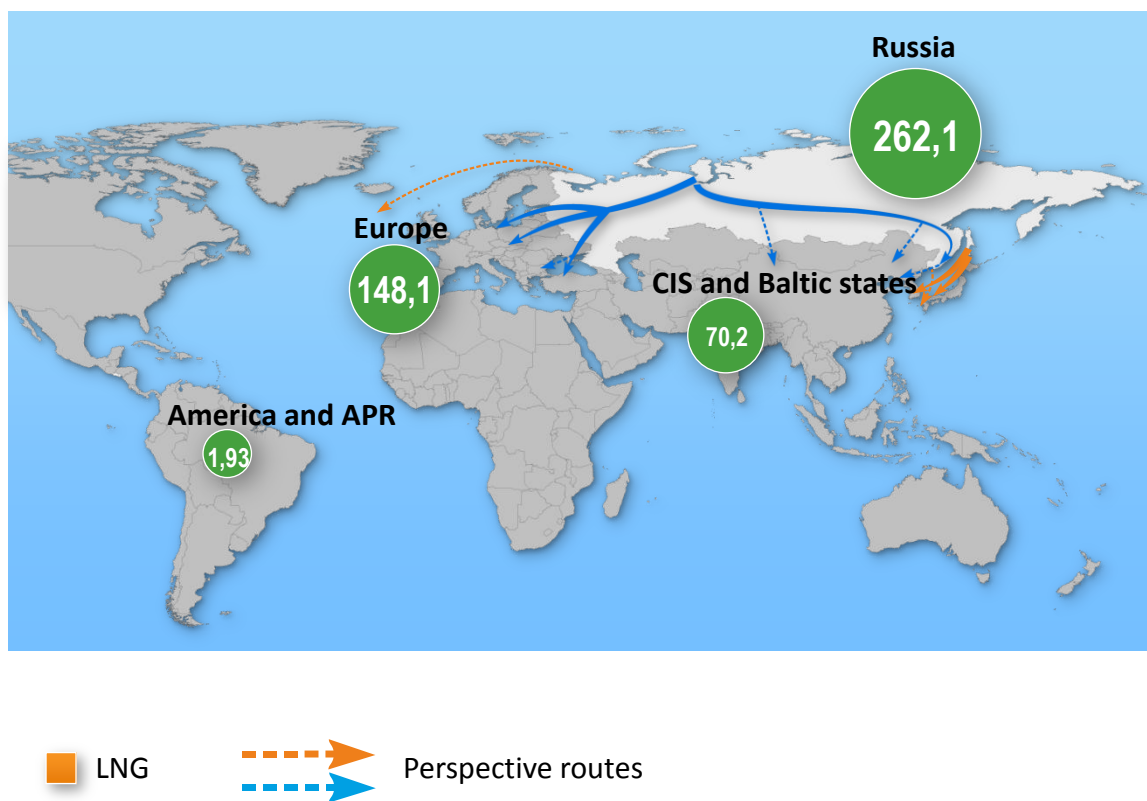 Russia
262,1
Europe
148,1
CIS and Baltic states
70,2
America and APR
1,93
LNG
Perspective routes